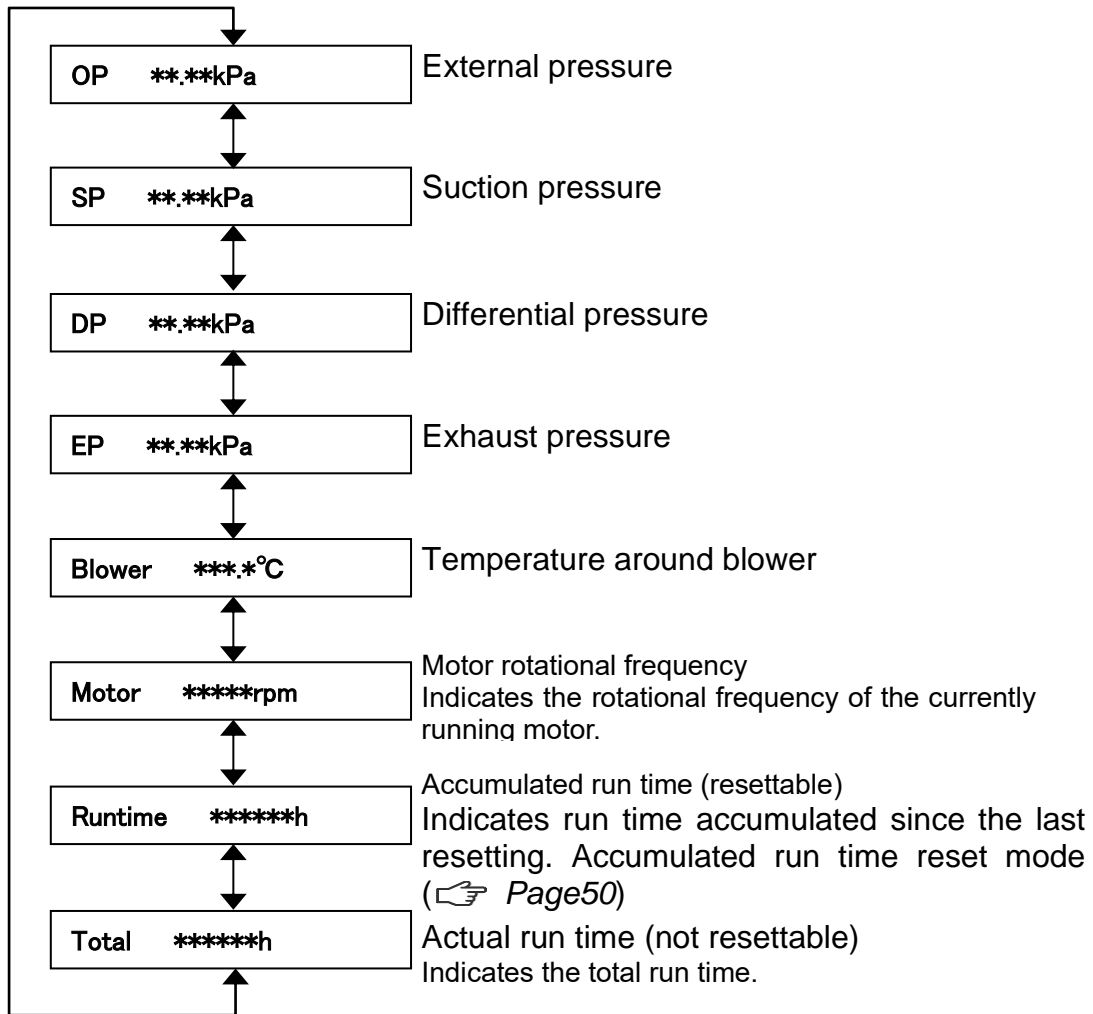 OP **.**kPa
External pressure
SP **.**kPa
Suction pressure
DP **.**kPa
Differential pressure
EP **.**kPa
Exhaust pressure
Blower ***.*℃
Temperature around blower
Motor *****rpm
Motor rotational frequency
Indicates the rotational frequency of the currently
running motor.
Runtime ******h
Accumulated run time (resettable)
Indicates run time accumulated since the last
resetting. Accumulated run time reset mode
(☞ Page50)
Total ******h
Actual run time (not resettable)
Indicates the total run time.